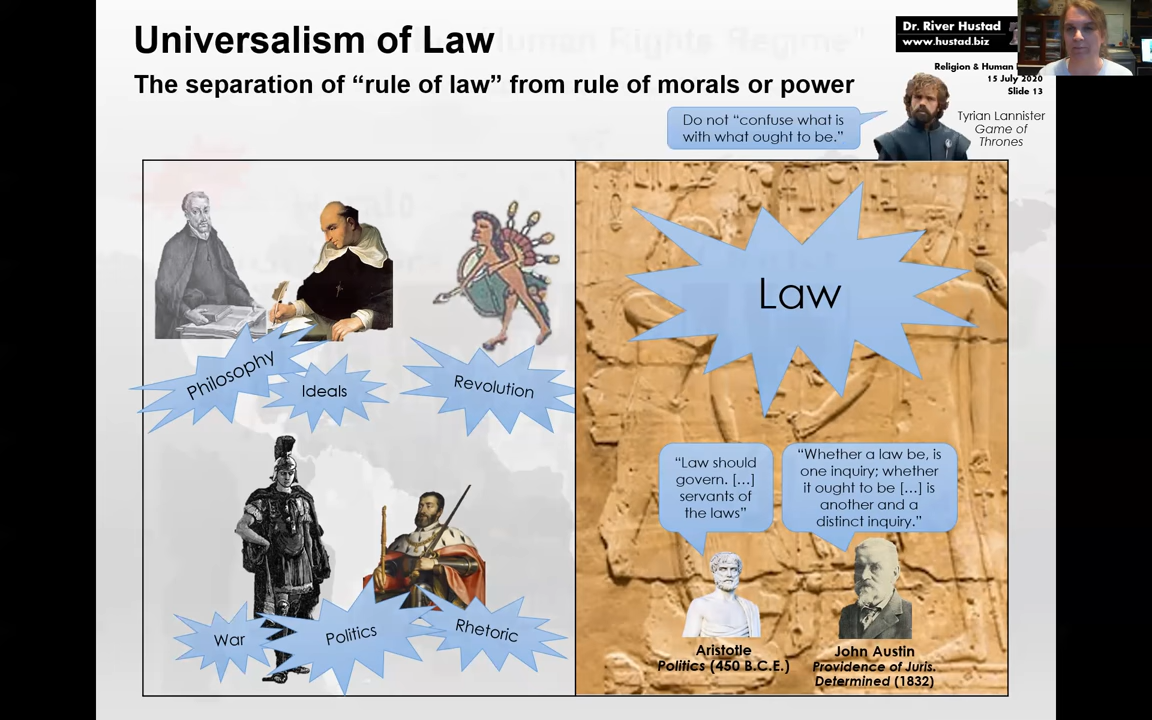 Universalism of Law
The separation of “rule of law” from rule of morals or power
Dr. River Hustad
www.hustad.biz
Religion & Human
15 July 2020
Slide 13
Do not “confuse what is
with what ought to be.”
Tyrian Lannister
Game of
Thrones
Philosophy
Ideals
Revolution
War
Politics
Rhetoric
Law
“Law should
govern. […]
servants of
the laws”
“Whether a law be, is
one inquiry; whether
it ought to be […] is
another and a
distinct inquiry.”
Aristotle
Politics (450 B.C.E.)
John Austin
Providence of Juris.
Determined (1832)